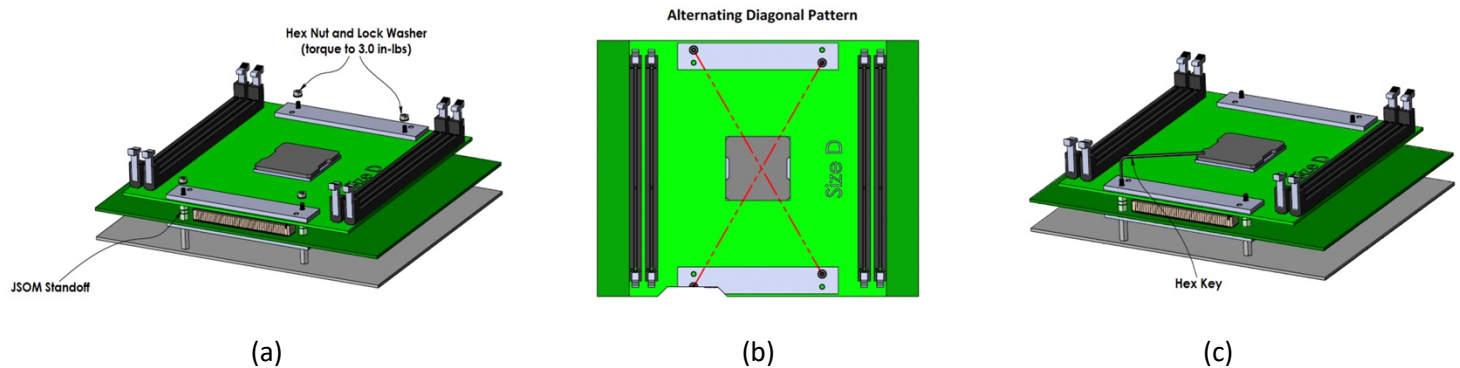 Hex Nut and Lock Washer
(torque to 3.0 in-lbs)
Size D
JSOM Standoff
(a)
Alternating Diagonal Pattern
Size D
(b)
Hex Key
(c)